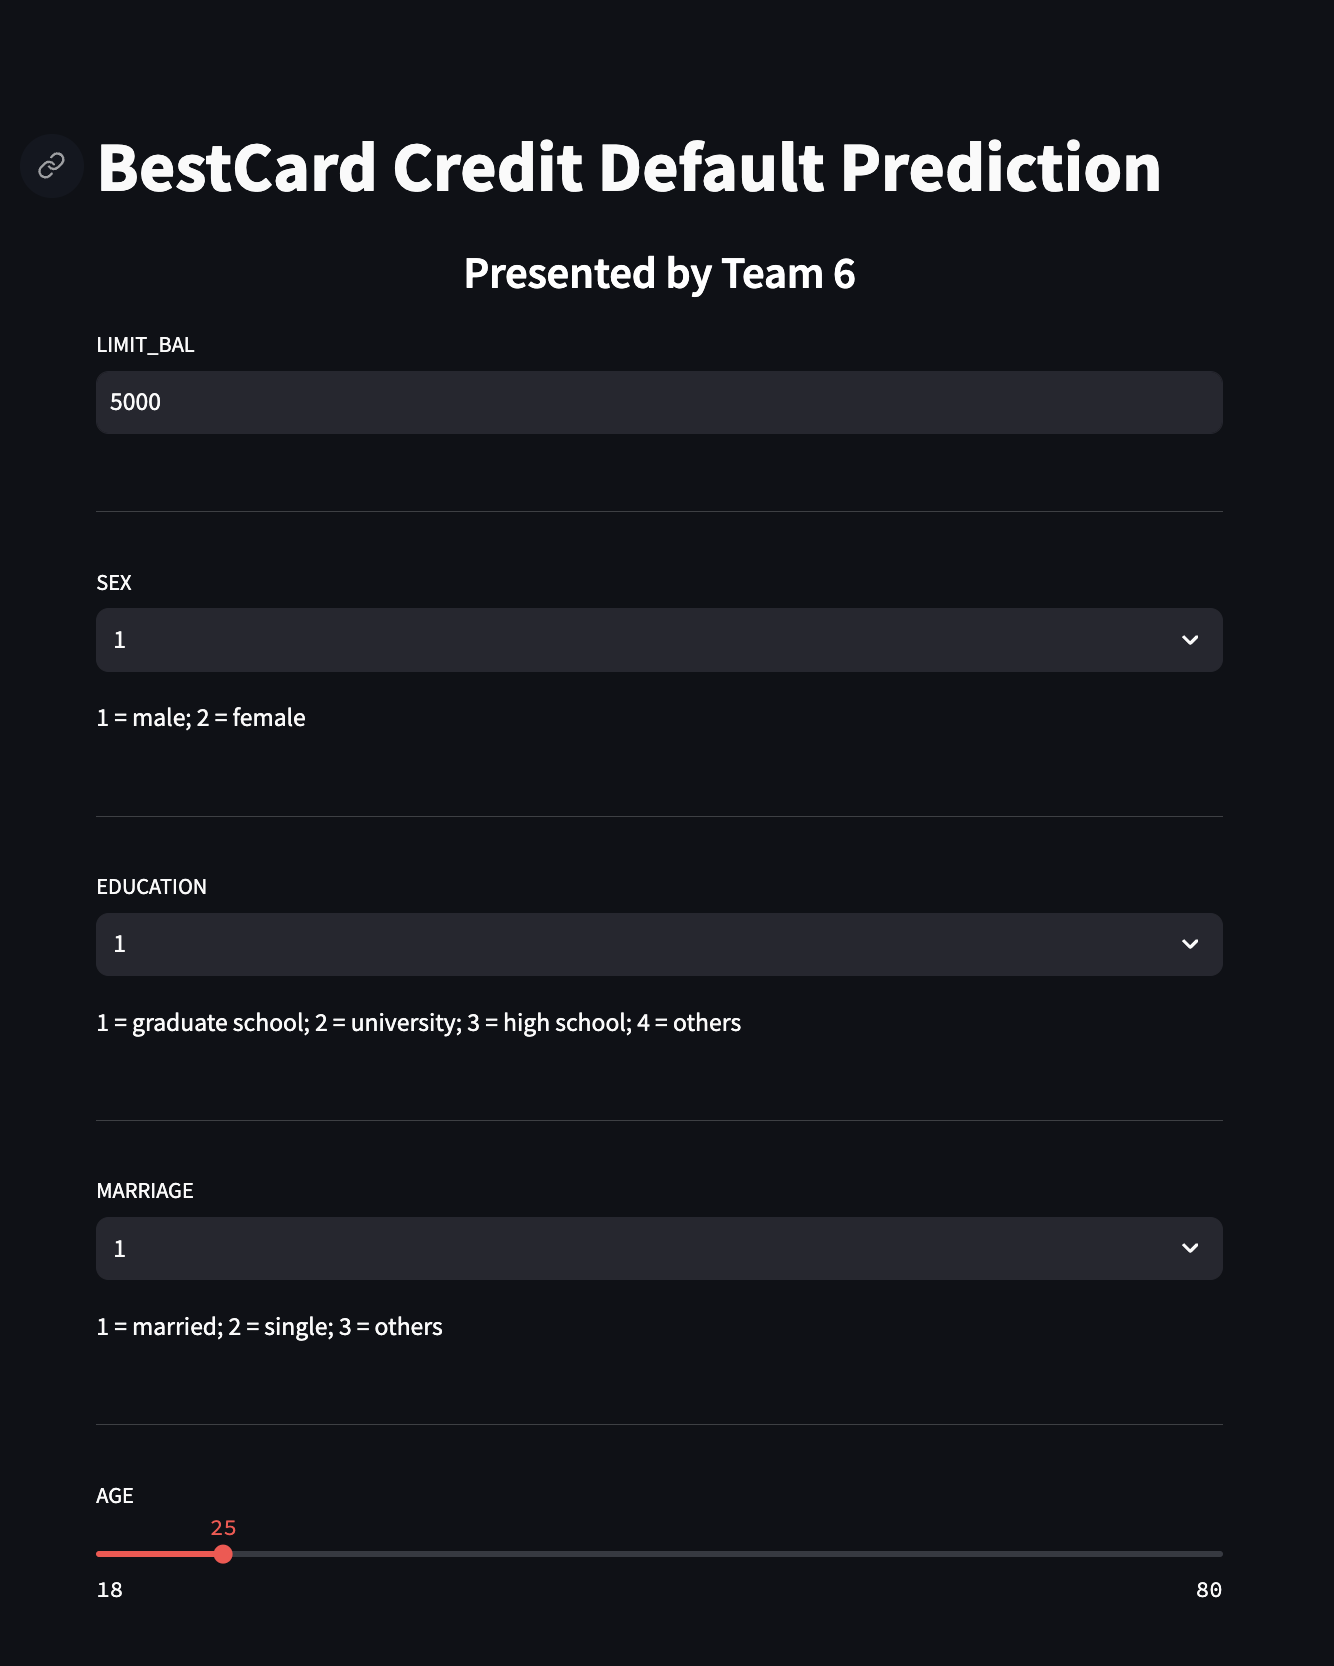 BestCard Credit Default Prediction
Presented by Team 6
LIMIT_BAL
5000
SEX
1
1 = male; 2 = female
EDUCATION
1
1 = graduate school; 2 = university; 3 = high school; 4 = others
MARRIAGE
1
1 = married; 2 = single; 3 = others
AGE
25
18 80